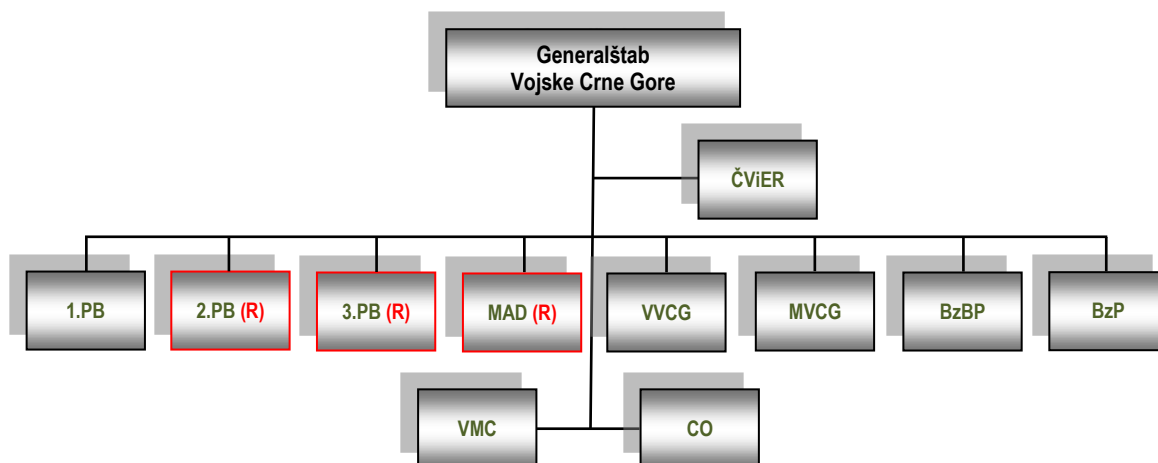 Generalštab
Vojske Crne Gore
ČViER
1.PB
2.PB (R)
3.PB (R)
MAD (R)
VVCG
MVCG
BzBP
BzP
VMC
CO